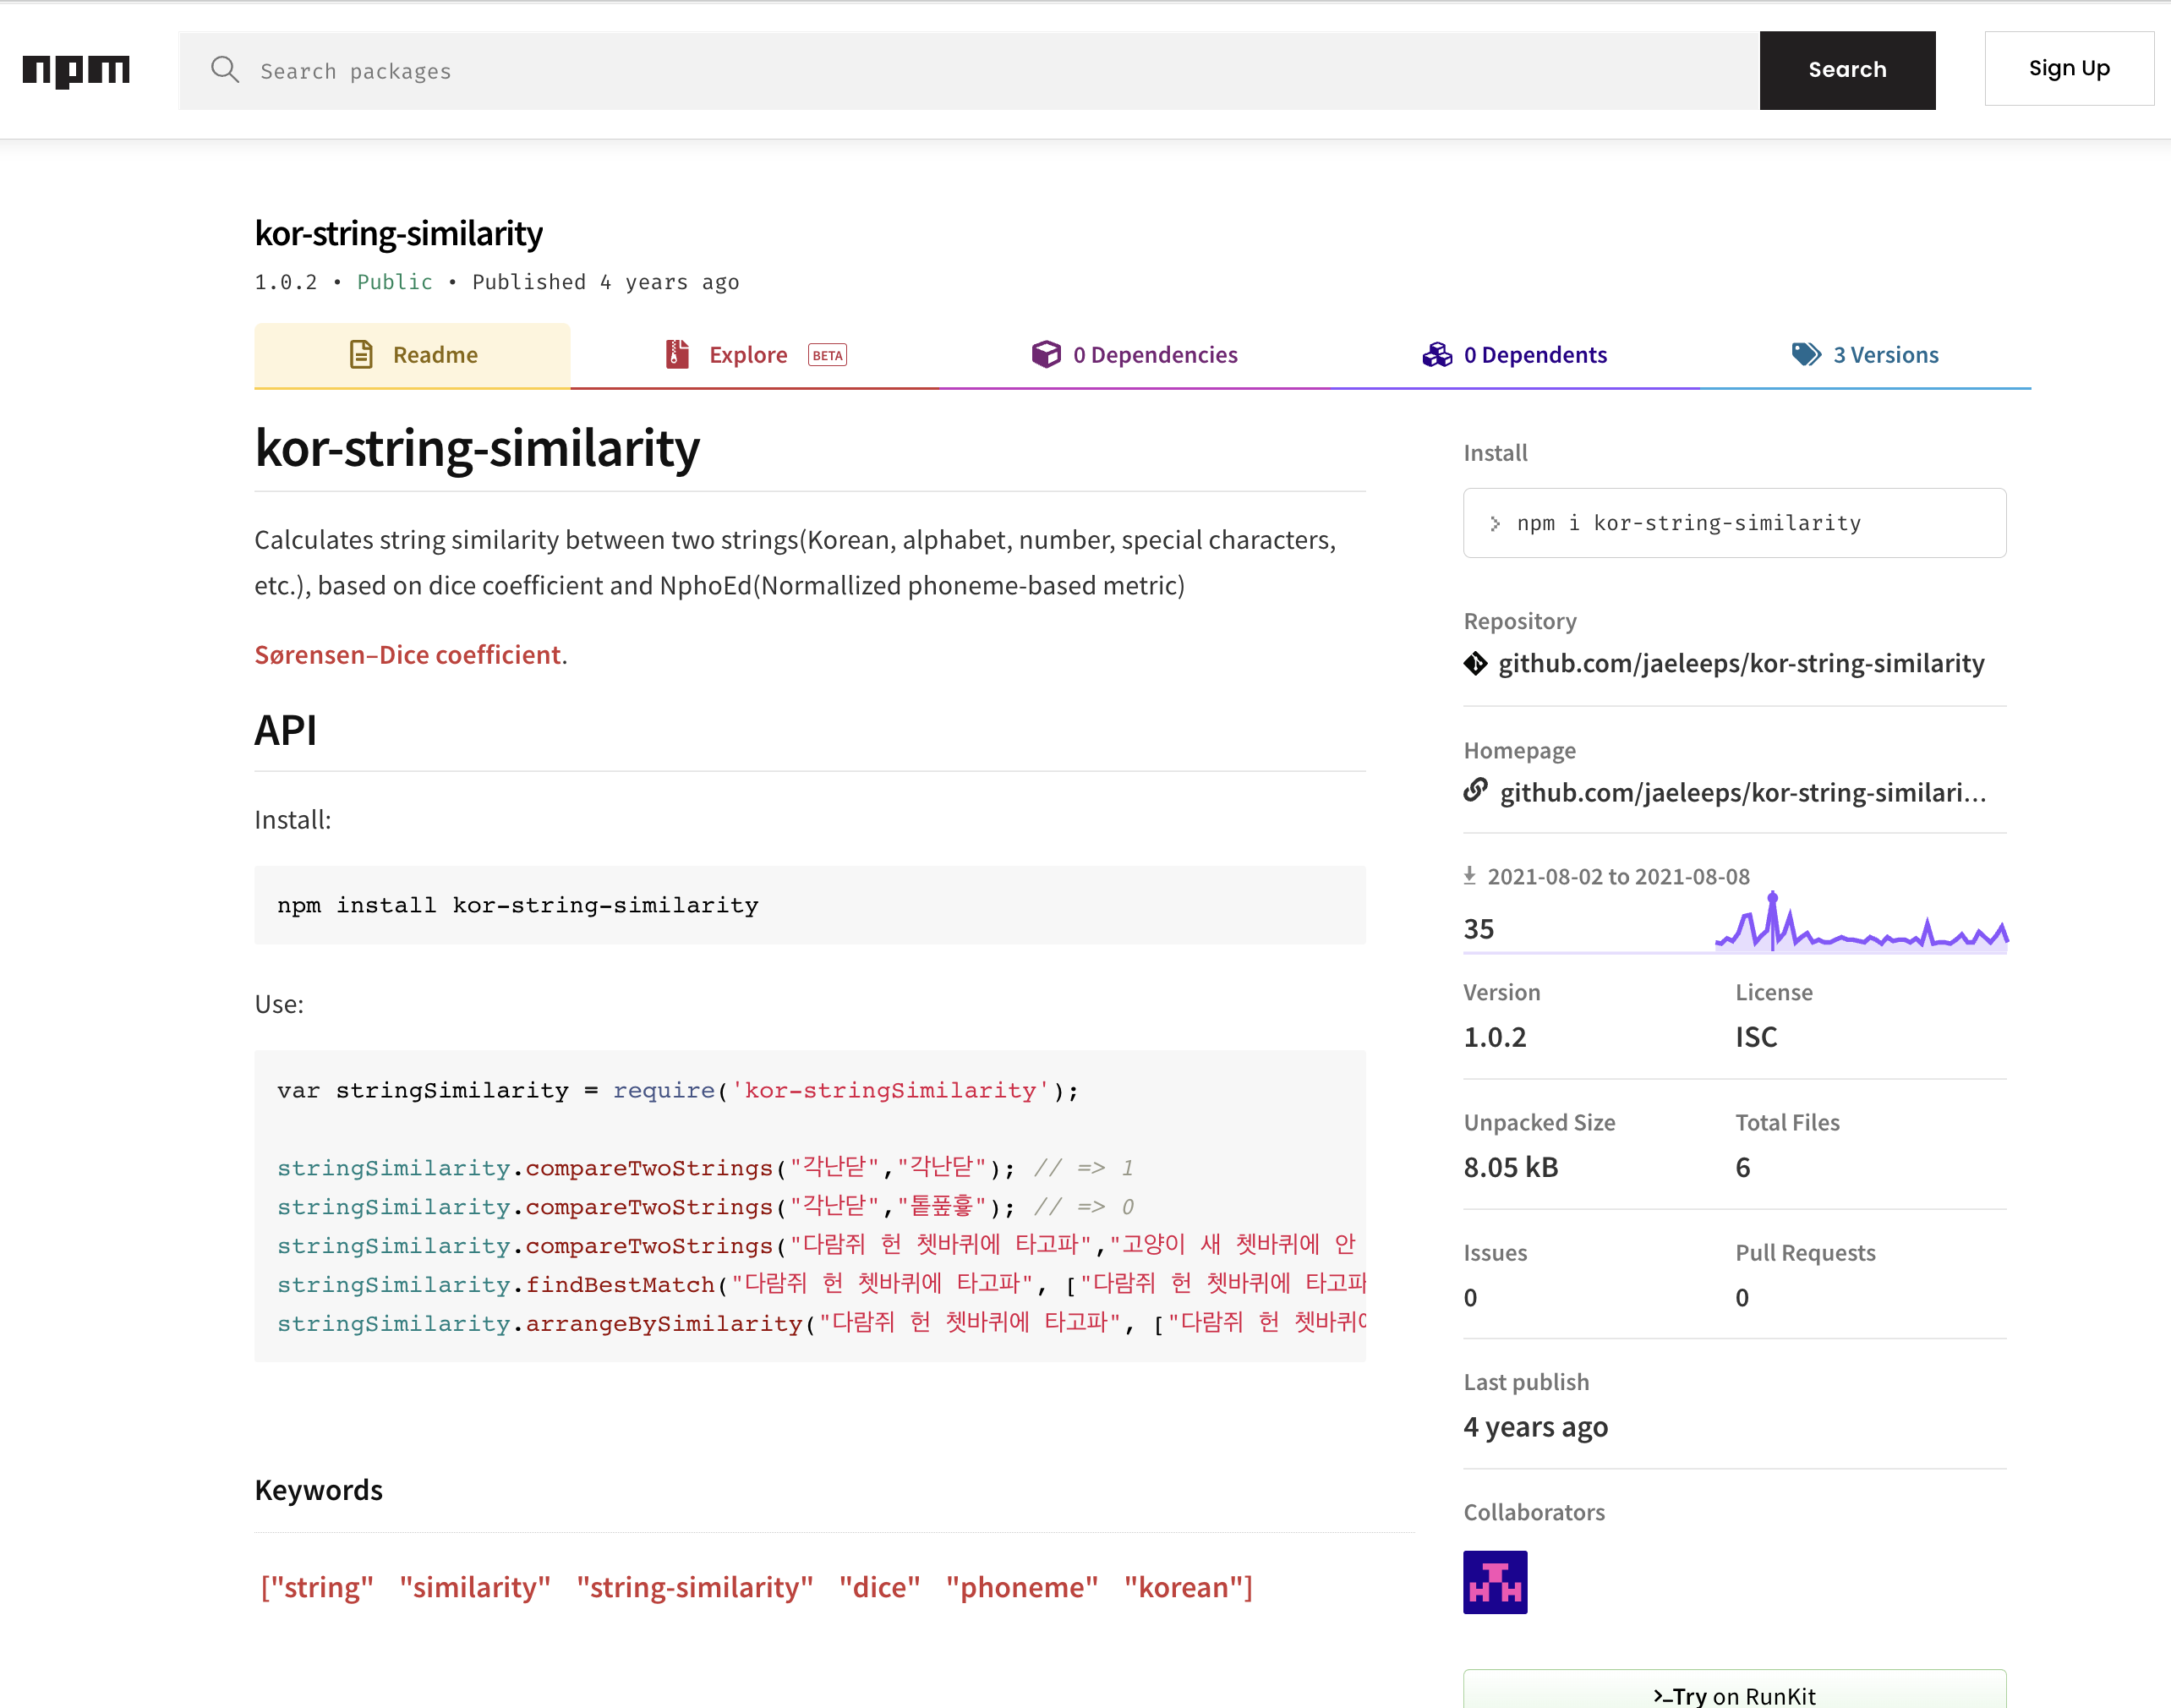 npm
Search packages
Search
Sign Up
kor-string-similarity
1.0.2 • Public • Published 4 years ago
Readme
Explore BETA
0 Dependencies
0 Dependents
3 Versions
kor-string-similarity
Calculates string similarity between two strings(Korean, alphabet, number, special characters,
etc.), based on dice coefficient and NphoEd(Normallized phoneme-based metric)
Sørensen–Dice coefficient.
API
Install:
npm install kor-string-similarity
Use:
var stringSimilarity = require('kor-stringSimilarity');
stringSimilarity.compareTwoStrings("각난닫","각난닫"); // => 1
stringSimilarity.compareTwoStrings("각난닫","톹풒흫"); // => 0
stringSimilarity.compareTwoStrings("다람쥐 헌 쳇바퀴에 타고파","고양이 새 쳇바퀴에 안
stringSimilarity.findBestMatch("다람쥐 헌 쳇바퀴에 타고파", ["다람쥐 헌 쳇바퀴에 타고파
stringSimilarity.arrangeBySimilarity("다람쥐 헌 쳇바퀴에 타고파", ["다람쥐 헌 쳇바퀴에
Keywords
["string" "similarity" "string-similarity" "dice" "phoneme" "korean"]
Install
npm i kor-string-similarity
Repository
github.com/jaeleeps/kor-string-similarity
Homepage
github.com/jaeleeps/kor-string-similari...
2021-08-02 to 2021-08-08
35
Version
License
1.0.2
ISC
Unpacked Size
Total Files
8.05 kB
6
Issues
Pull Requests
0
0
Last publish
4 years ago
Collaborators
>_Try on RunKit